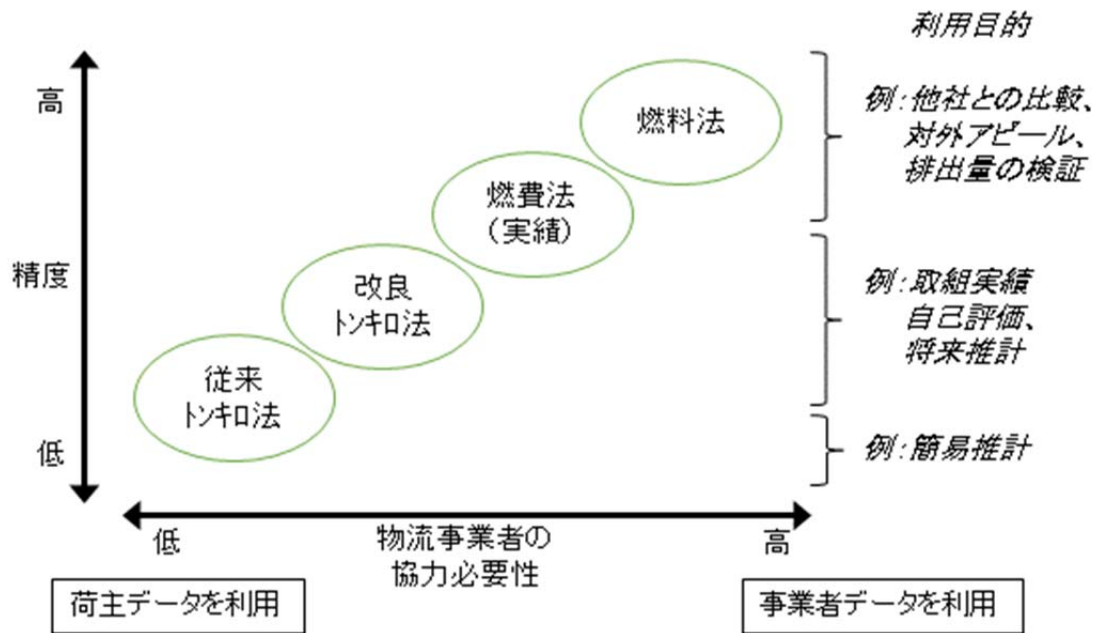 利用目的
高
燃料法
例：他社との比較、
対外アピール、
排出量の検証
燃費法
（実績）
精度
改良
トンキロ法
例：取組実績
自己評価、
将来推計
従来
トンキロ法
低
例：簡易推計
低
物流事業者の
協力必要性
高
荷主データを利用
事業者データを利用